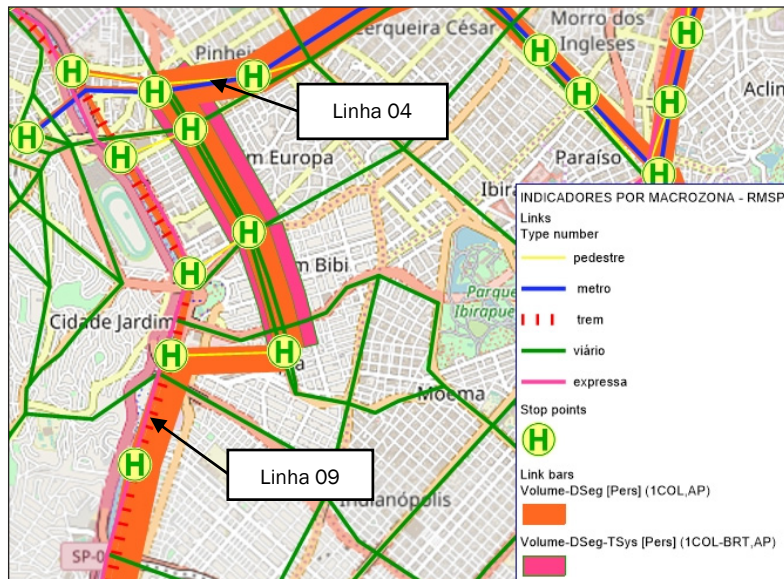 Pinhei
Cerqueira César
Morro dos
Ingleses
H
H
H
H
H
H
H
H
H
H
Linha 04
Aclim
m Europa
Paraíso
H
H
Ibira
H
H
m Bibi
Parque
Ibirapue
Cidade Jardim
H
H
Moema
H
Linha 09
Indianópolis
SP-0
INDICADORES POR MACROZONA - RMSP
Links
Type number
pedestre
metro
trem
viário
expressa
Stop points
H
Link bars
Volume-DSeg [Pers] (1COL,AP)
Volume-DSeg-TSys [Pers] (1COL-BRT,AP)